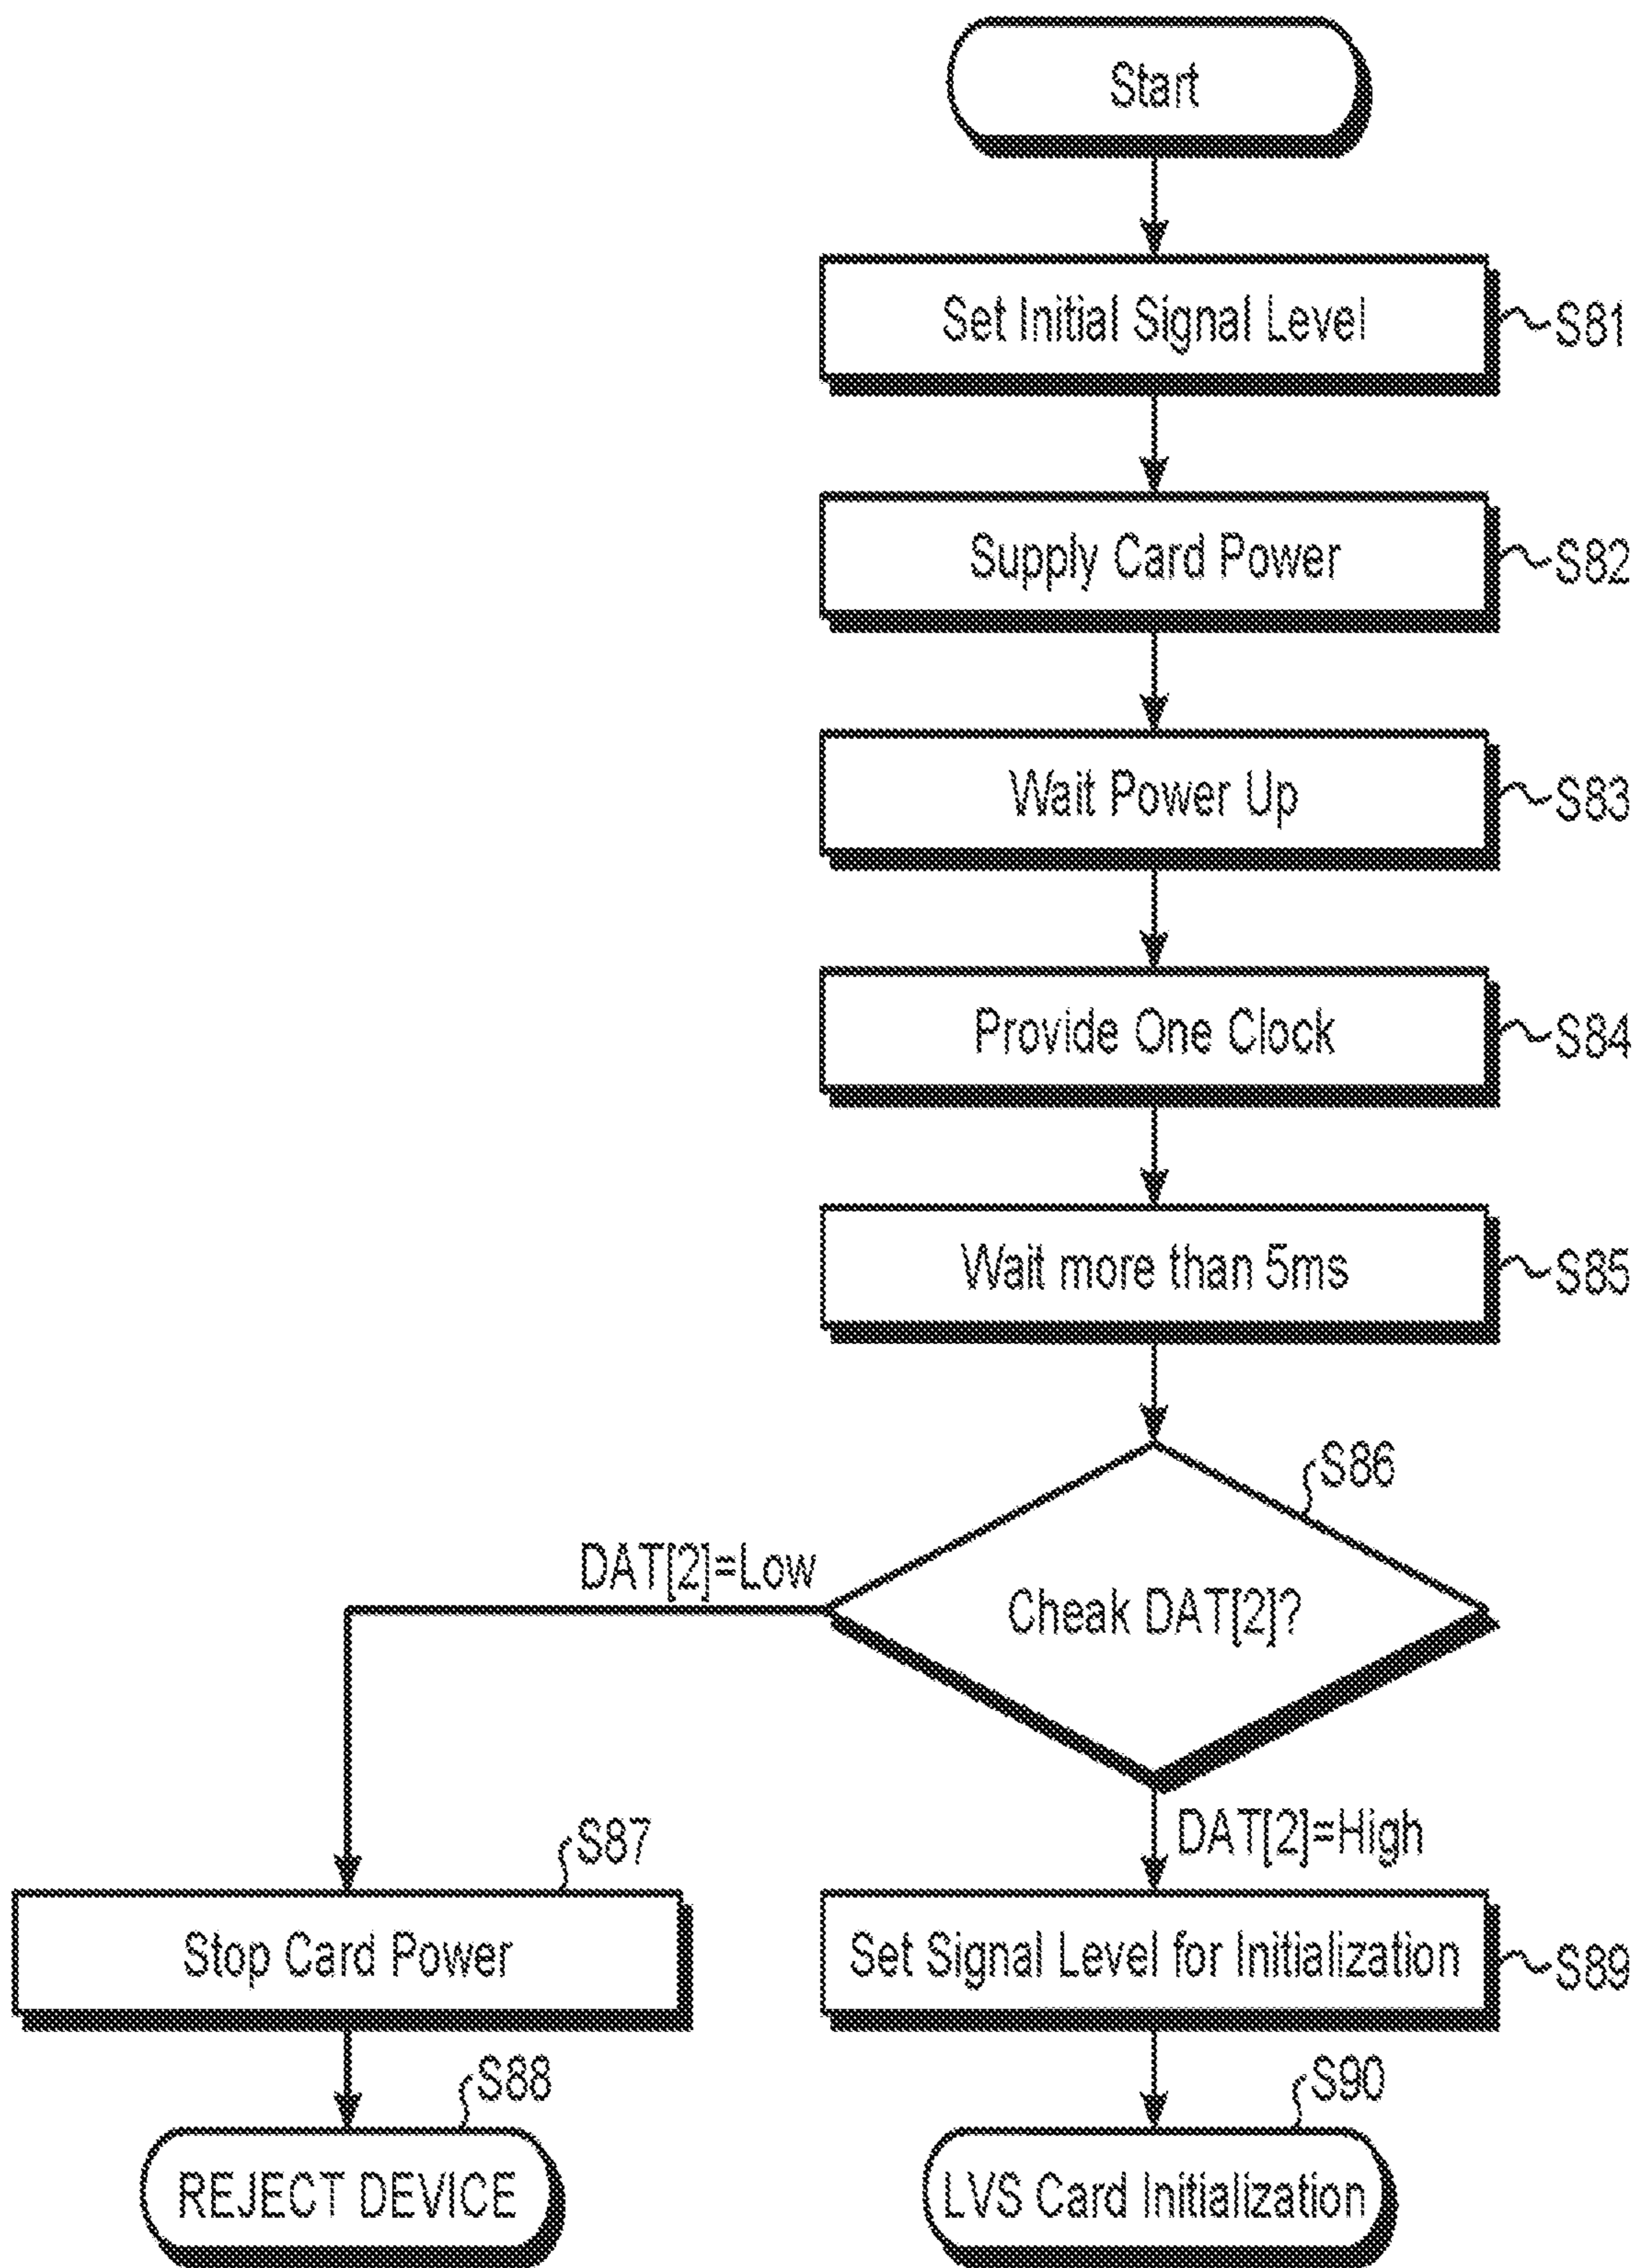 Start
Set Initial Signal Level
S81
Supply Card Power
S82
Wait Power Up
S83
Provide One Clock
S84
Wait more than 5ms
S85
S86
DAT[2]=Low
Cheak DAT[2]?
DAT[2]=High
S87
Stop Card Power
Set Signal Level for Initialization
S89
S88
S90
REJECT DEVICE
LVS Card Initialization